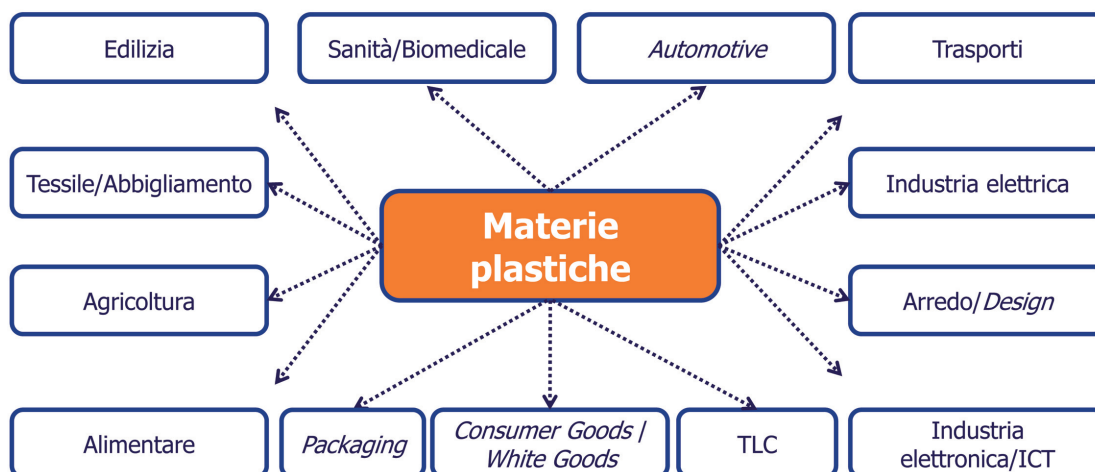 Edilizia
Sanità/Biomedicale
Automotive
Trasporti
Tessile/Abbigliamento
Materie
plastiche
Industria elettrica
Agricoltura
Arredo/Design
Alimentare
Packaging
Consumer Goods |
White Goods
TLC
Industria
elettronica/ICT